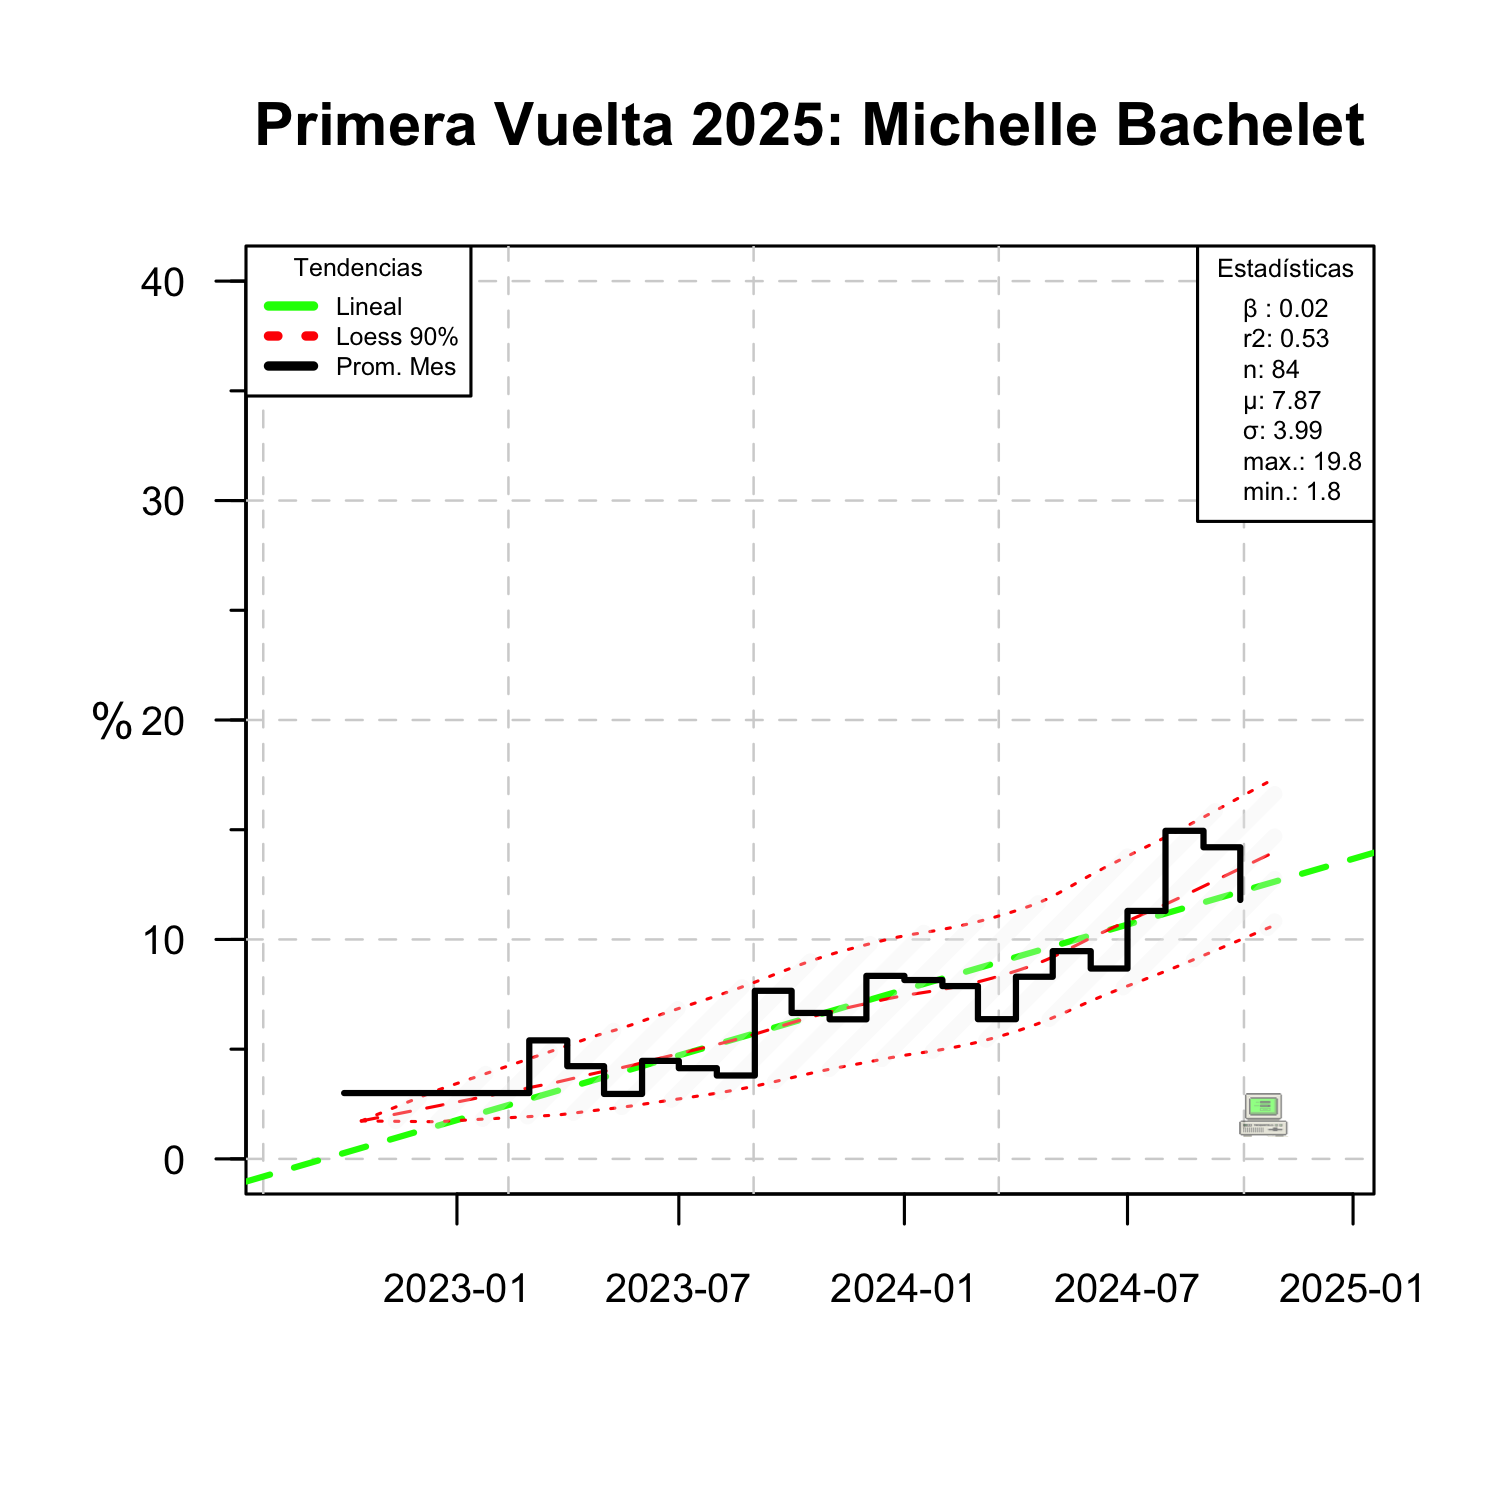 Primera Vuelta 2025: Michelle Bachelet
Tendencias
Lineal
Loess 90%
Prom. Mes
Estadísticas
β : 0.02
r2: 0.53
n: 84
μ: 7.87
σ: 3.99
max.: 19.8
min.: 1.8
40
30
% 20
10
0
2023-01 2023-07 2024-01 2024-07 2025-01